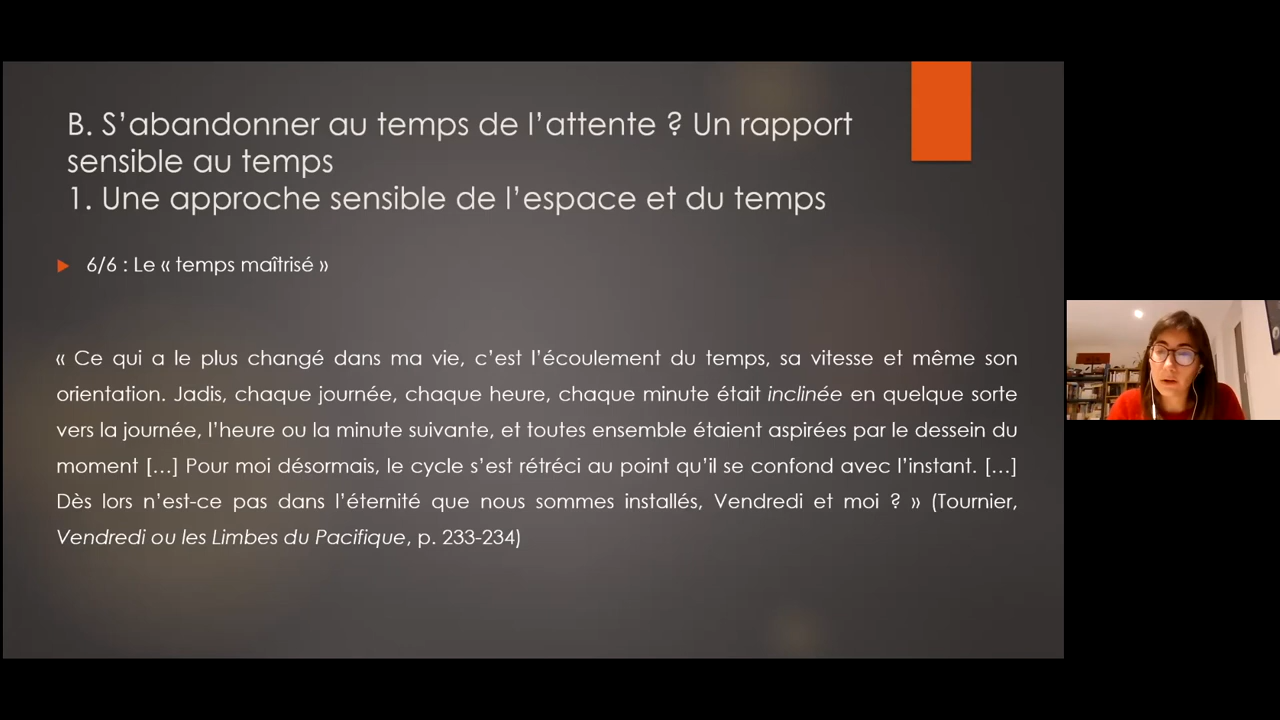 B. S’abandonner au temps de l’attente ? Un rapport
sensible au temps
1. Une approche sensible de l’espace et du temps
6/6 : Le « temps maîtrisé »
« Ce qui a le plus changé dans ma vie, c’est l’écoulement du temps, sa vitesse et même son
orientation. Jadis, chaque journée, chaque heure, chaque minute était inclinée en quelque sorte
vers la journée, l’heure ou la minute suivante, et toutes ensemble étaient aspirées par le dessein du
moment […] Pour moi désormais, le cycle s’est rétréci au point qu’il se confond avec l’instant. […]
Dès lors n’est-ce pas dans l’éternité que nous sommes installés, Vendredi et moi ? » (Tournier,
Vendredi ou les Limbes du Pacifique, p. 233-234)